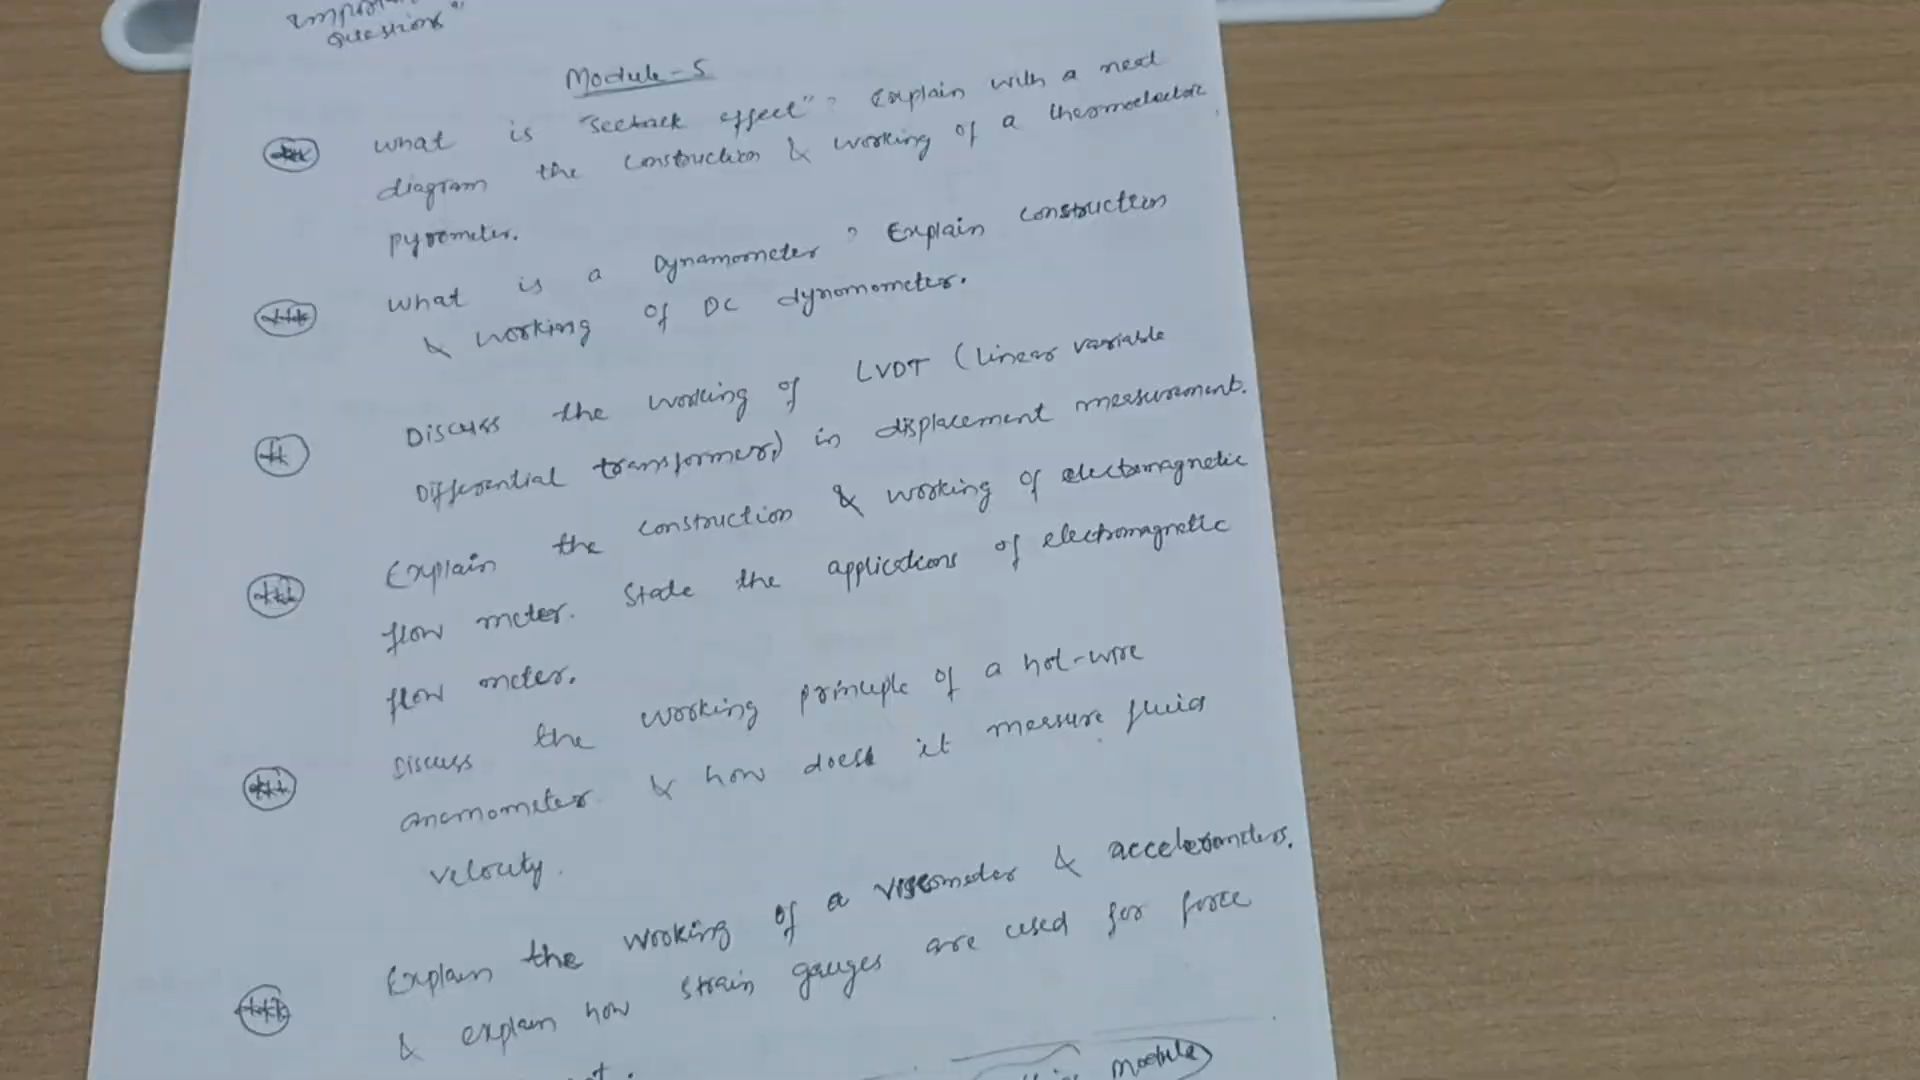 Questions"
Module-5
What is "Seeback effect"? Explain with a neat
diagram the construction & working of a thermoelectric
pyrometer.
What is a Dynamometer? Explain construction
& working of DC dynomometer.
Discuss the working of LVDT (linear variable
Differential transformer) in displacement measurement.
Explain the construction & working of electromagnetic
flow meter. State the applications of electromagnetic
flow meter.
Discuss the working principle of a hot-wire
anemometer & how does it measure fluid
velocity.
Explain the working of a viscometer & accelerometers.
& explain how strain gauges are used for force
module